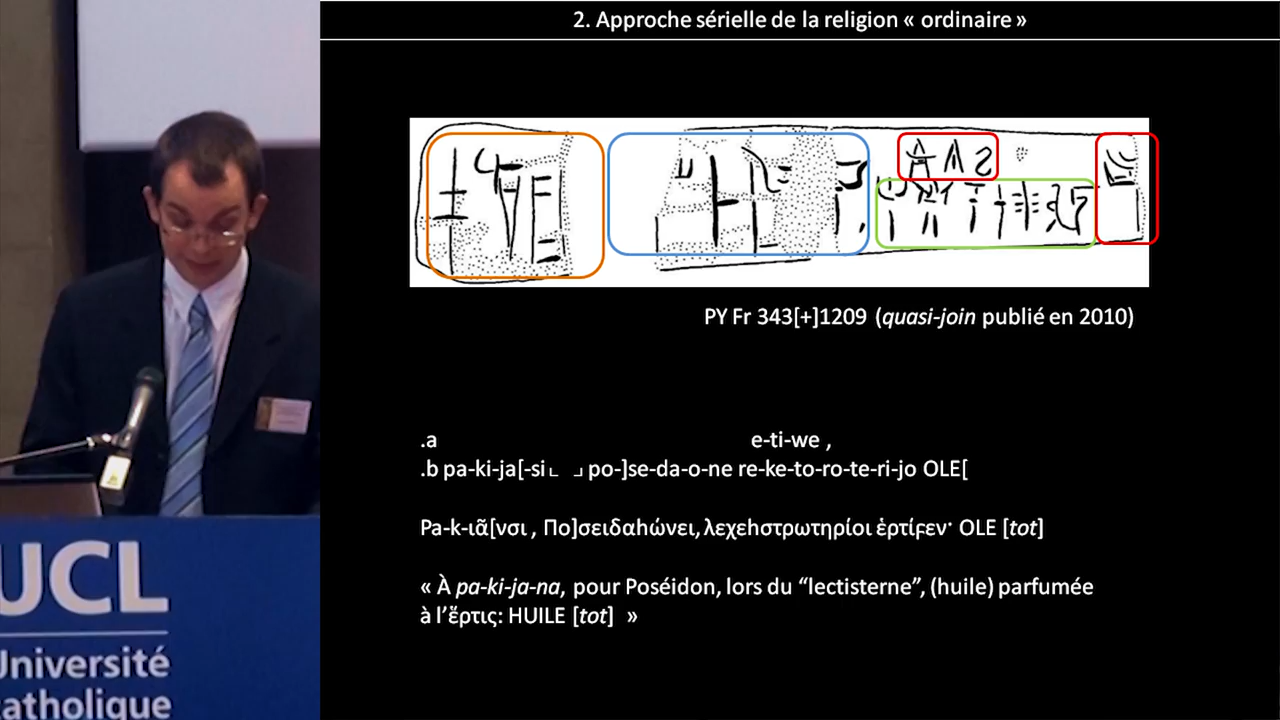 2. Approche sérielle de la religion « ordinaire »
PY Fr 343[+]1209 (quasi-join publié en 2010)
.a e-ti-we ,
.b pa-ki-ja[-si⌞ ⌟po-]se-da-o-ne re-ke-to-ro-te-ri-jo OLE[
Pa-k-ιᾶ[νσι , Πο]σειδαhώνει, λεχεhστρωτηρίοι ἑρτίϝεν· OLE [tot]
« À pa-ki-ja-na, pour Poséidon, lors du “lectisterne”, (huile) parfumée
à l’ἕρτις: HUILE [tot] »
UCL
Université
catholique